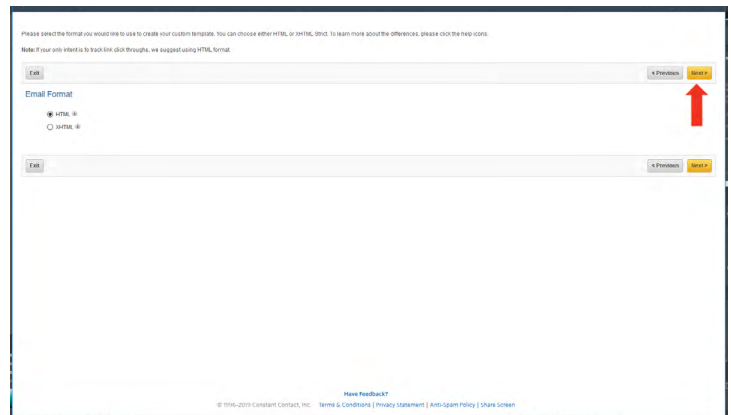 Please select the format you would like to use to create your custom template. You can choose either HTML or XHTML Strict. To learn more about the differences, please click the help icons.
Note: If your only intent is to track link click throughs, we suggest using HTML format.
Exit
< Previous
Next >
Email Format
HTML
XHTML
Exit
< Previous
Next >
Have Feedback?
© 1996-2019 Constant Contact, Inc. Terms & Conditions | Privacy Statement | Anti-Spam Policy | Share Screen